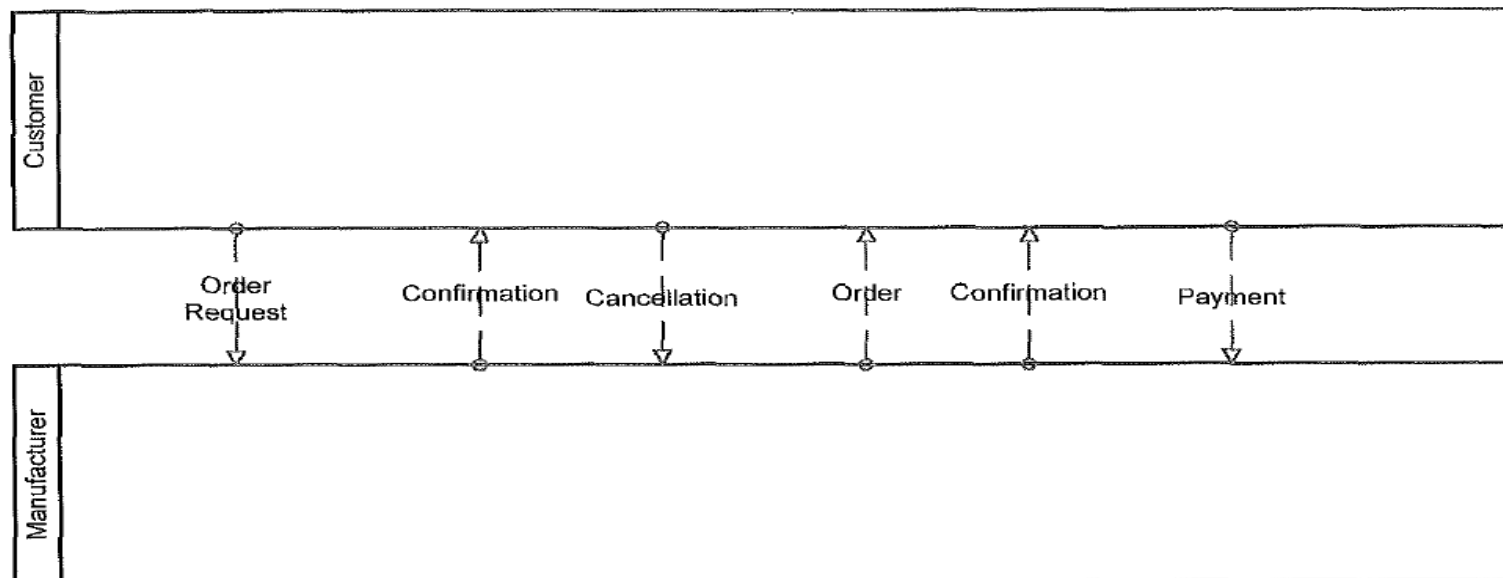 Customer
Order
Request
Confirmation
Cancellation
Order
Confirmation
Payment
Manufacturer